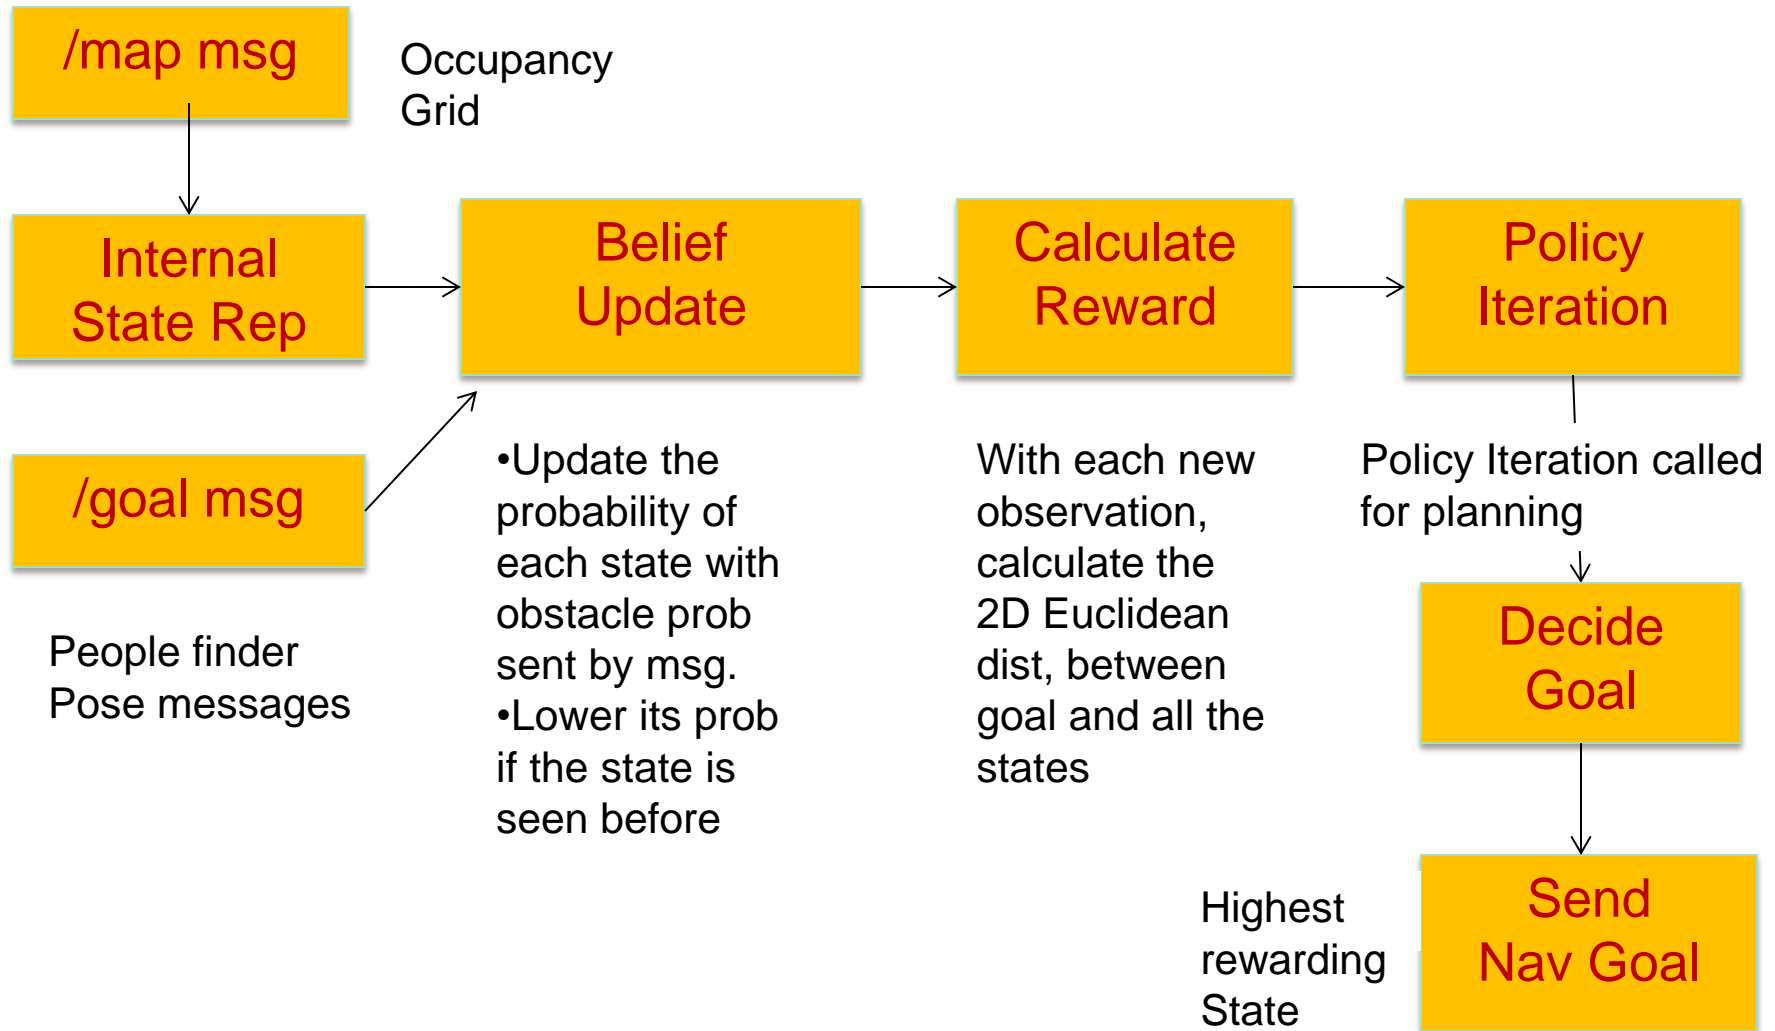 /map msg
Occupancy
Grid
Internal
State Rep
Belief
Update
Calculate
Reward
Policy
Iteration
/goal msg
People finder
Pose messages
•Update the
probability of
each state with
obstacle prob
sent by msg.
•Lower its prob
if the state is
seen before
With each new
observation,
calculate the
2D Euclidean
dist, between
goal and all the
states
Policy Iteration called
for planning
Decide
Goal
Highest
rewarding
State
Send
Nav Goal